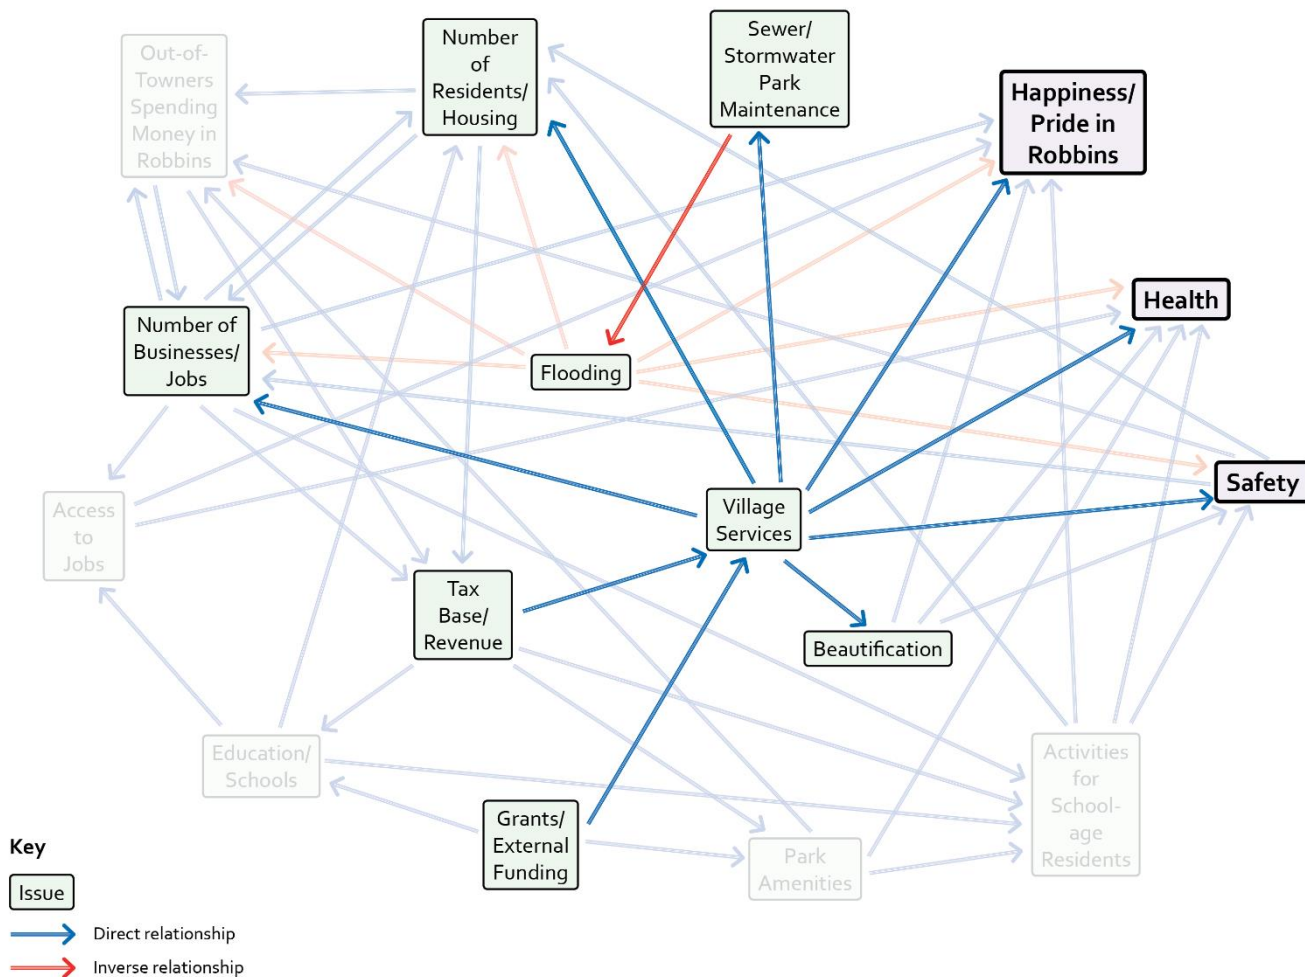 Out-of-
Towners
Spending
Money in
Robbins
Number
of
Residents/
Housing
Sewer/
Stormwater
Park
Maintenance
Happiness/
Pride in
Robbins
Health
Number of
Businesses/
Jobs
Flooding
Safety
Access
to
Jobs
Village
Services
Tax
Base/
Revenue
Beautification
Education/
Schools
Activities
for
School-
age
Residents
Grants/
External
Funding
Park
Amenities
Key
Issue
Direct relationship
Inverse relationship